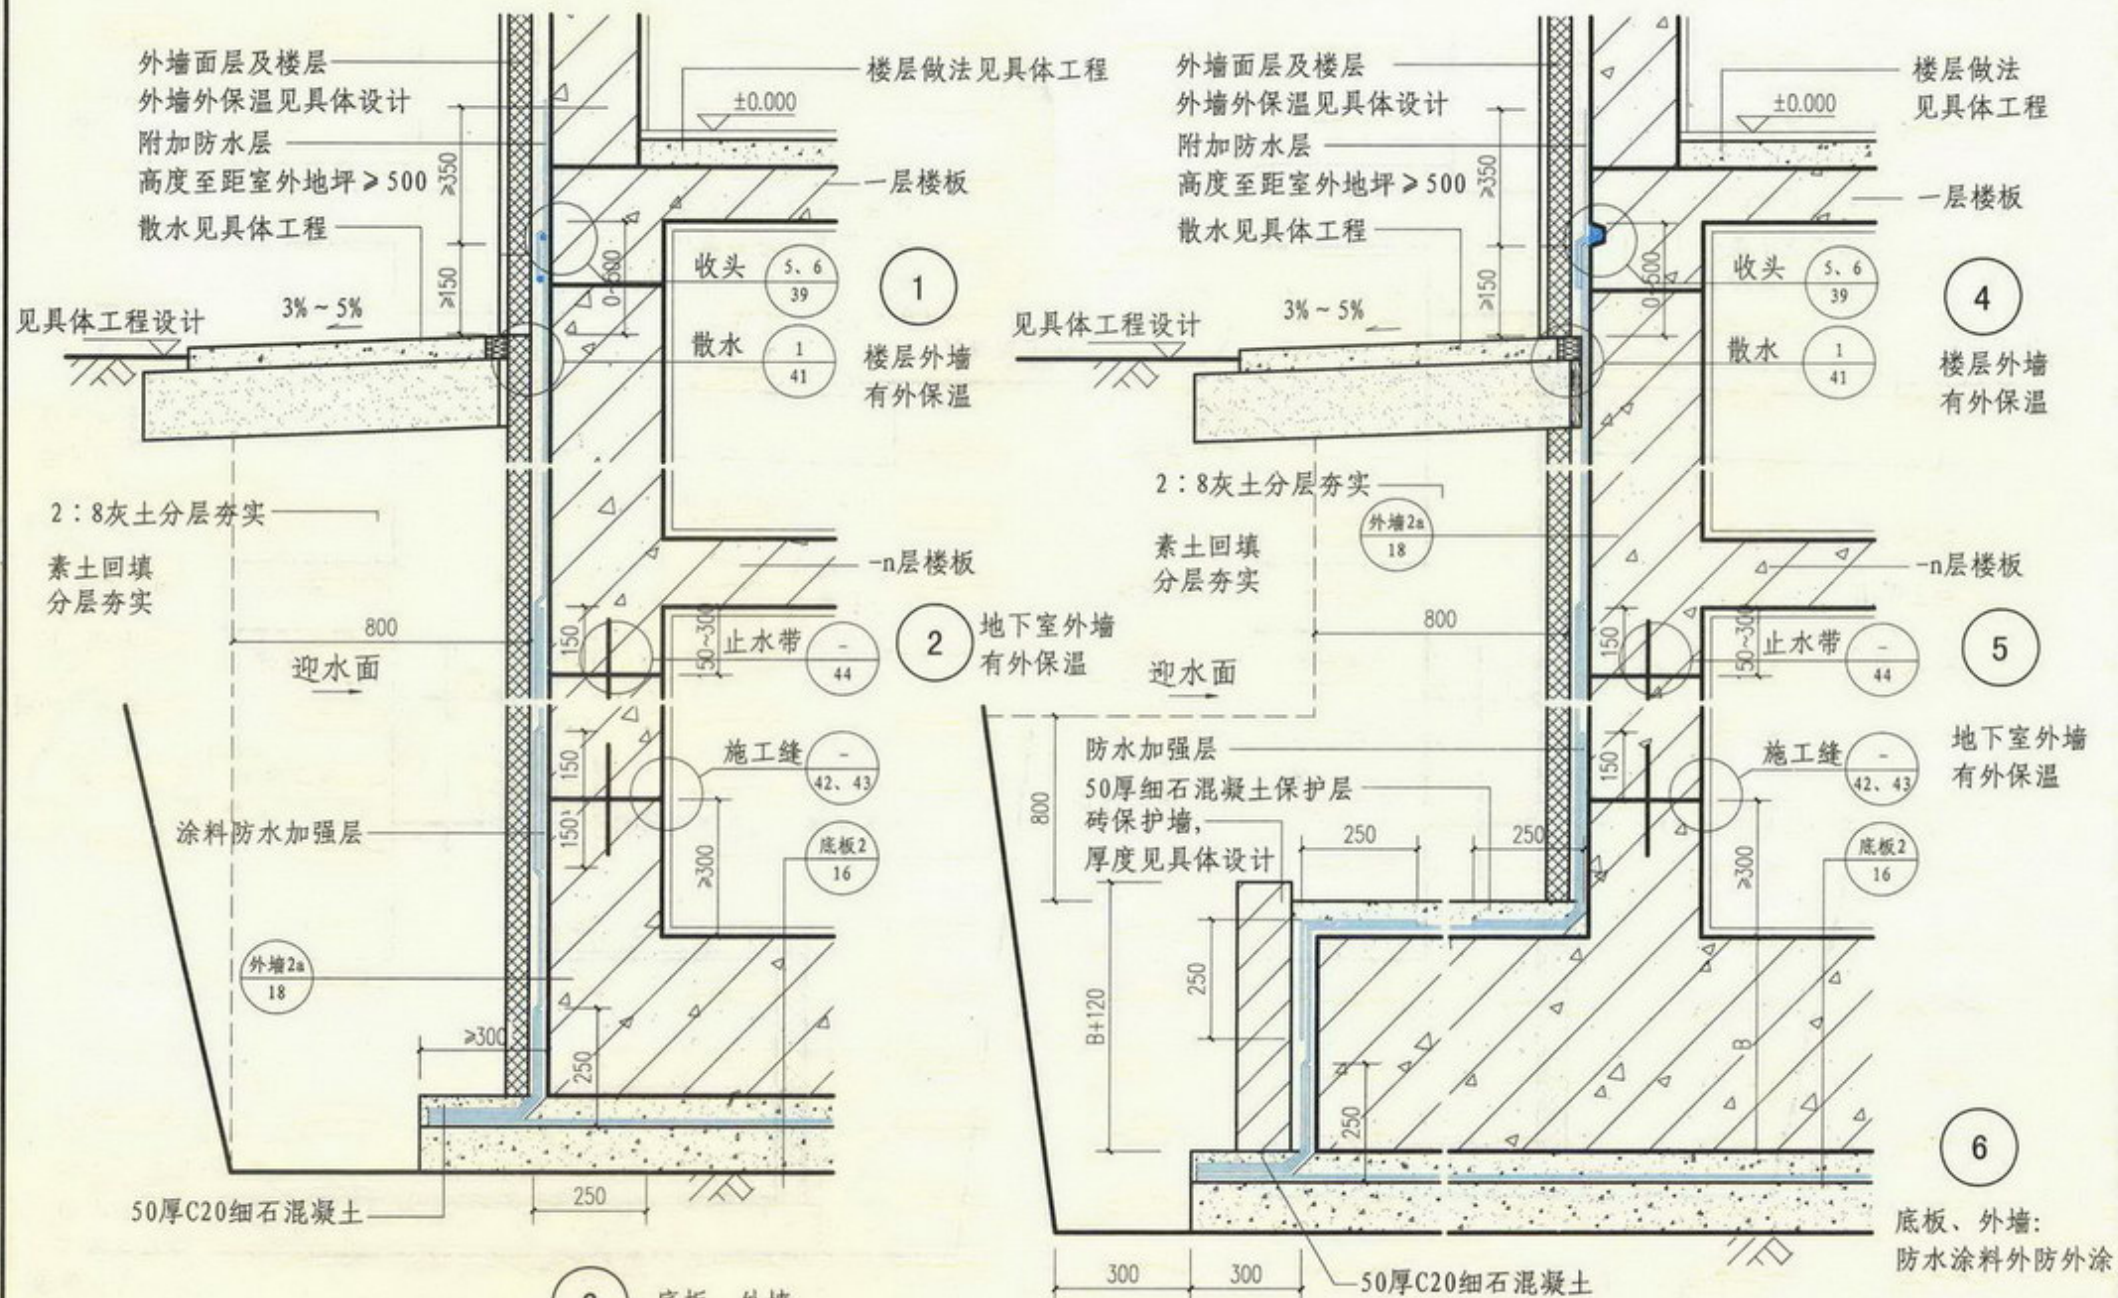 外墙面层及楼层
外墙外保温见具体设计
附加防水层
高度至距室外地坪≥500
散水见具体工程
楼层做法见具体工程
±0.000
一层楼板
≥350
≥150
0~500
3%~5%
见具体工程设计
收头
5、6
39
散水
1
41
1
楼层外墙
有外保温
2:8灰土分层夯实
素土回填
分层夯实
800
迎水面
-n层楼板
150
150~300
止水带
-
44
2
地下室外墙
有外保温
150
150
施工缝
-
42、43
涂料防水加强层
≥300
底板2
16
外墙2a
18
≥300
250
50厚C20细石混凝土
250
外墙面层及楼层
外墙外保温见具体设计
附加防水层
高度至距室外地坪≥500
散水见具体工程
楼层做法
见具体工程
±0.000
一层楼板
≥350
≥150
0~500
3%~5%
见具体工程设计
收头
5、6
39
散水
1
41
4
楼层外墙
有外保温
2:8灰土分层夯实
外墙2a
18
素土回填
分层夯实
800
迎水面
-n层楼板
150
150~300
止水带
-
44
5
地下室外墙
有外保温
150
施工缝
-
42、43
防水加强层
50厚细石混凝土保护层
砖保护墙,
厚度见具体设计
800
250
250
≥300
底板2
16
B+120
250
250
B
6
底板、外墙:
防水涂料外防外涂
300
300
50厚C20细石混凝土